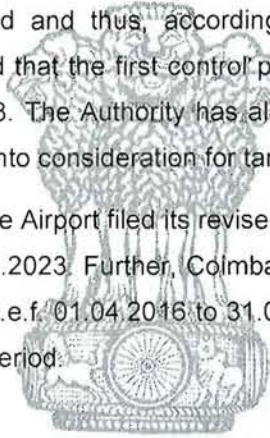 d and thus, accordin
d that the first control p
3. The Authority has al
nto consideration for tar
e Airport filed its revise
.2023. Further, Coimba
.e.f. 01.04.2016 to 31.0
eriod.